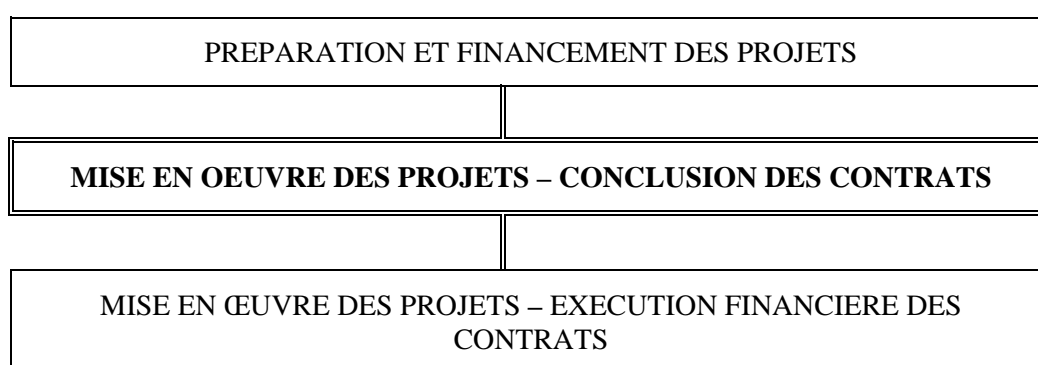 PREPARATION ET FINANCEMENT DES PROJETS
MISE EN OEUVRE DES PROJETS – CONCLUSION DES CONTRATS
MISE EN ŒUVRE DES PROJETS – EXECUTION FINANCIERE DES
CONTRATS